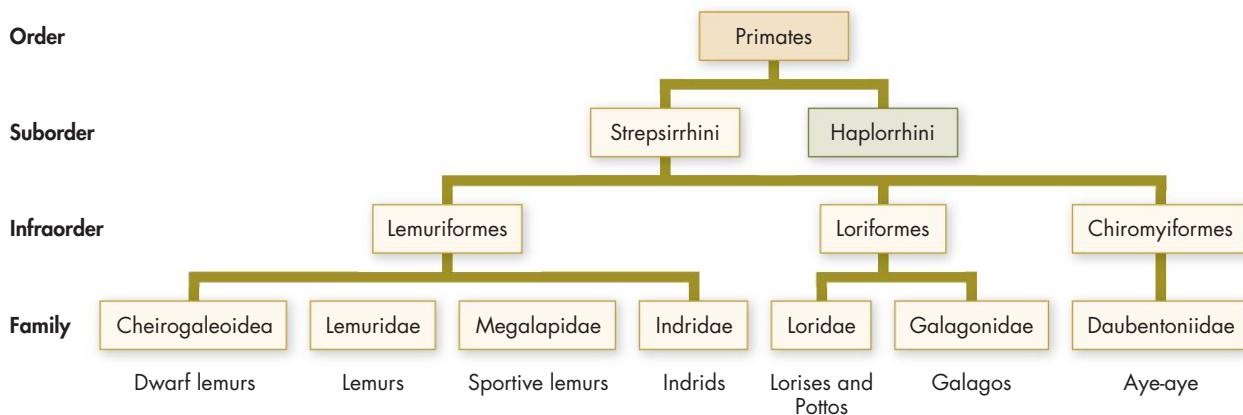 Order
Primates
Suborder
Strepsirrhini
Haplorrhini
Infraorder
Lemuriformes
Loriformes
Chiromyiformes
Family
Cheirogaleoidea
Lemuridae
Megalapidae
Indridae
Loridae
Galagonidae
Daubentoniidae
Dwarf lemurs
Lemurs
Sportive lemurs
Indrids
Lorises and
Pottos
Galagos
Aye-aye